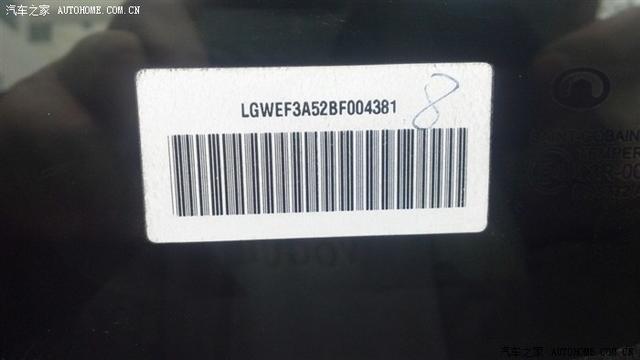 汽车之家 AUTOHOME.COM.CN
LGWEF3A52BF004381
8
汽车之家 AUTOHOME.COM.CN